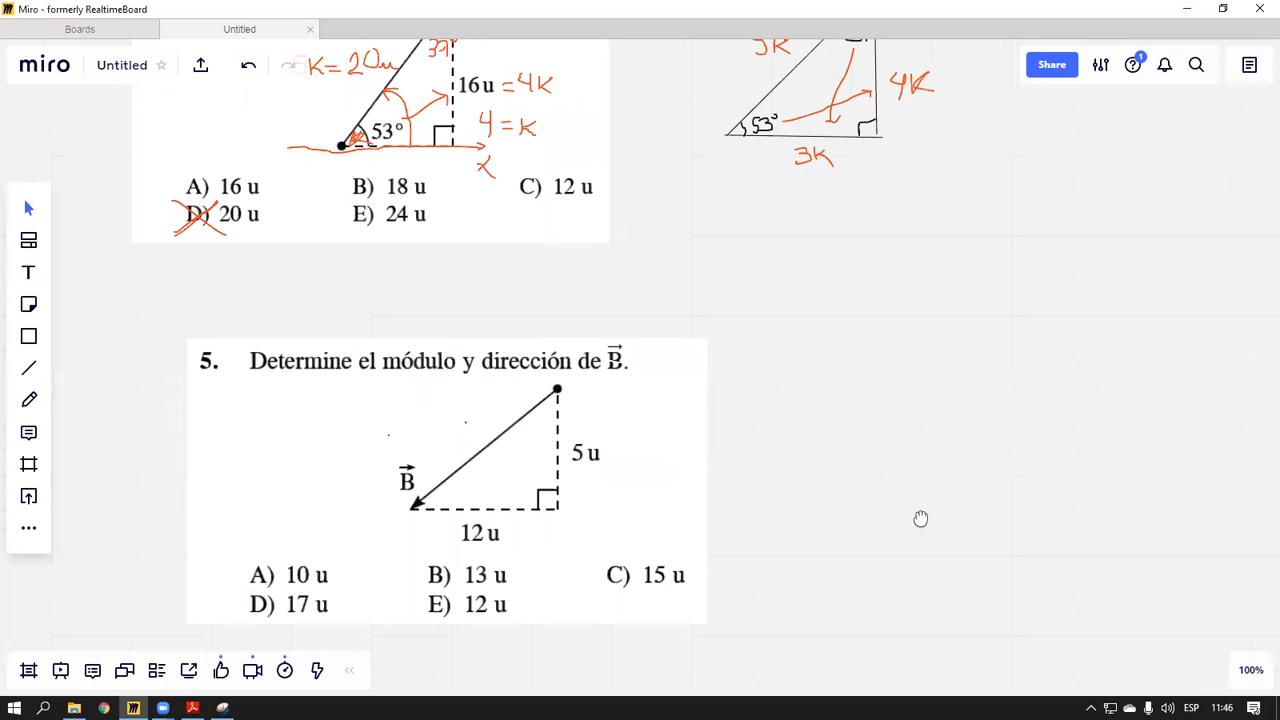 Miro - formerly RealtimeBoard
Boards
Untitled
miro
Untitled
Share
1
K = 20u
37°
16 u = 4K
4 = K
53°
x
A) 16 u B) 18 u C) 12 u
D) 20 u E) 24 u
4K
53°
3K
5. Determine el módulo y dirección de B⃗.
5 u
B⃗
12 u
A) 10 u B) 13 u C) 15 u
D) 17 u E) 12 u
100%
ESP 11:46